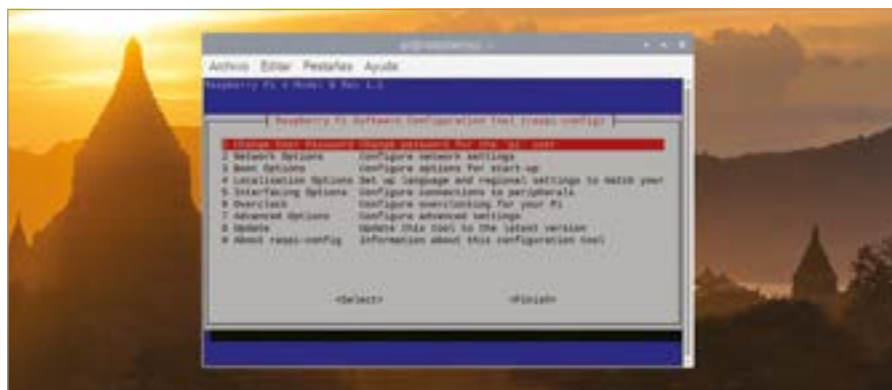 Archivo Editar Pestañas Ayuda
Raspberry Pi 4 Model B Rev 1.1
Raspberry Pi Software Configuration Tool (raspi-config)
1 Change User Password Change password for the 'pi' user
2 Network Options Configure network settings
3 Boot Options Configure options for start-up
4 Localisation Options Set up language and regional settings to match your
5 Interfacing Options Configure connections to peripherals
6 Overclock Configure overclocking for your Pi
7 Advanced Options Configure advanced settings
8 Update Update this tool to the latest version
9 About raspi-config Information about this configuration tool
<Select> <Finish>